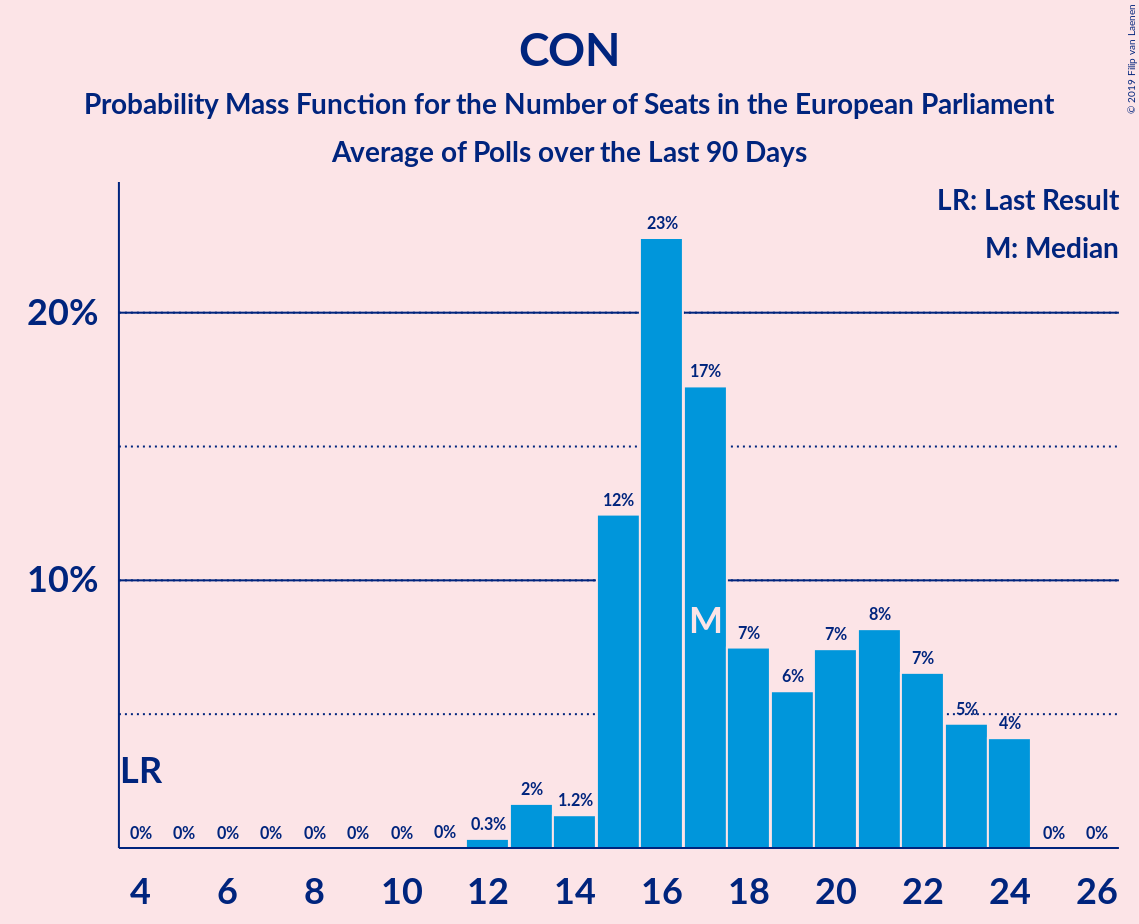 CON
Probability Mass Function for the Number of Seats in the European Parliament
Average of Polls over the Last 90 Days
© 2019 Filip van Laenen
LR: Last Result
M: Median
20%
10%
LR
M
0% 0% 0% 0% 0% 0% 0% 0% 0.3% 2% 1.2% 12% 23% 17% 7% 6% 7% 8% 7% 5% 4% 0% 0%
4 6 8 10 12 14 16 18 20 22 24 26